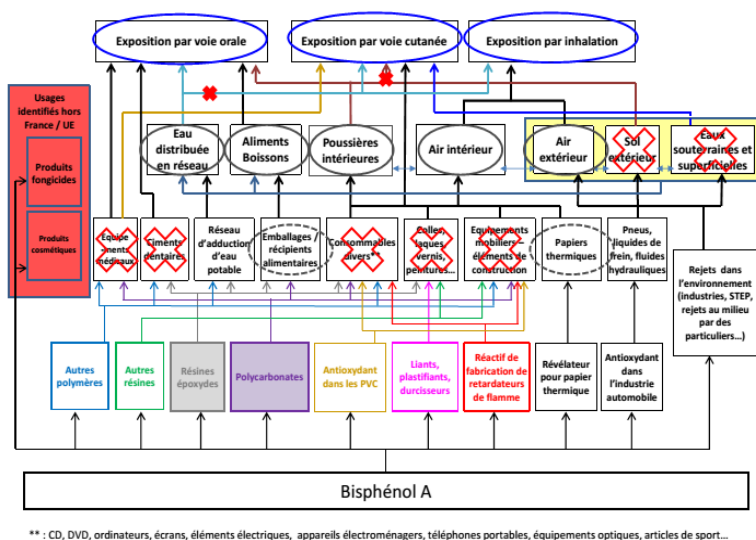 Exposition par voie orale
Exposition par voie cutanée
Exposition par inhalation
Usages
identifiés hors
France / UE
Produits
fongicides
Produits
cosmétiques
Eau
distribuée
en réseau
Aliments
Boissons
Poussières
intérieures
Air intérieur
Air
extérieur
Sol
extérieur
Eaux
souterraines et
superficielles
Equipe
-ments
médicaux
Ciments
dentaires
Réseau
d'adduction
d'eau
potable
Emballages /
récipients
alimentaires
Consommables
divers**
Colles,
laques,
vernis,
peintures...
Equipements
mobiliers –
éléments de
construction
Papiers
thermiques
Pneus,
liquides de
frein, fluides
hydrauliques
Rejets dans
l'environnement
(industries, STEP,
rejets au milieu
par des
particuliers...)
Autres
polymères
Autres
résines
Résines
époxydes
Polycarbonates
Antioxydant
dans les PVC
Liants,
plastifiants,
durcisseurs
Réactif de
fabrication de
retardateurs
de flamme
Révélateur
pour papier
thermique
Antioxydant
dans
l'industrie
automobile
Bisphénol A
** : CD, DVD, ordinateurs, écrans, éléments électriques, appareils électroménagers, téléphones portables, équipements optiques, articles de sport...